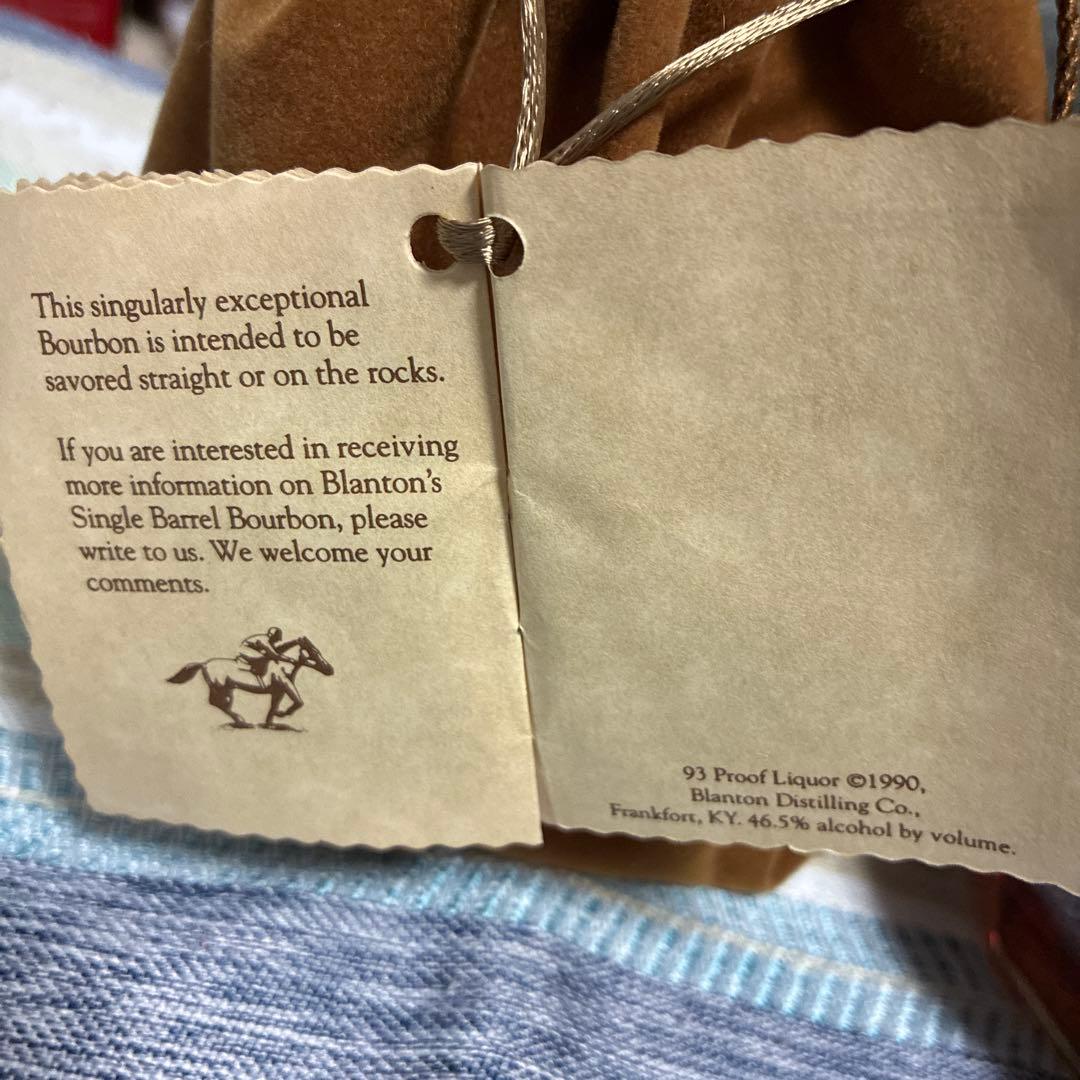 This singularly exceptional
Bourbon is intended to be
savored straight or on the rocks.
If you are interested in receiving
more information on Blanton's
Single Barrel Bourbon, please
write to us. We welcome your
comments.
93 Proof Liquor ©1990,
Blanton Distilling Co.,
Frankfort, KY. 46.5% alcohol by volume.